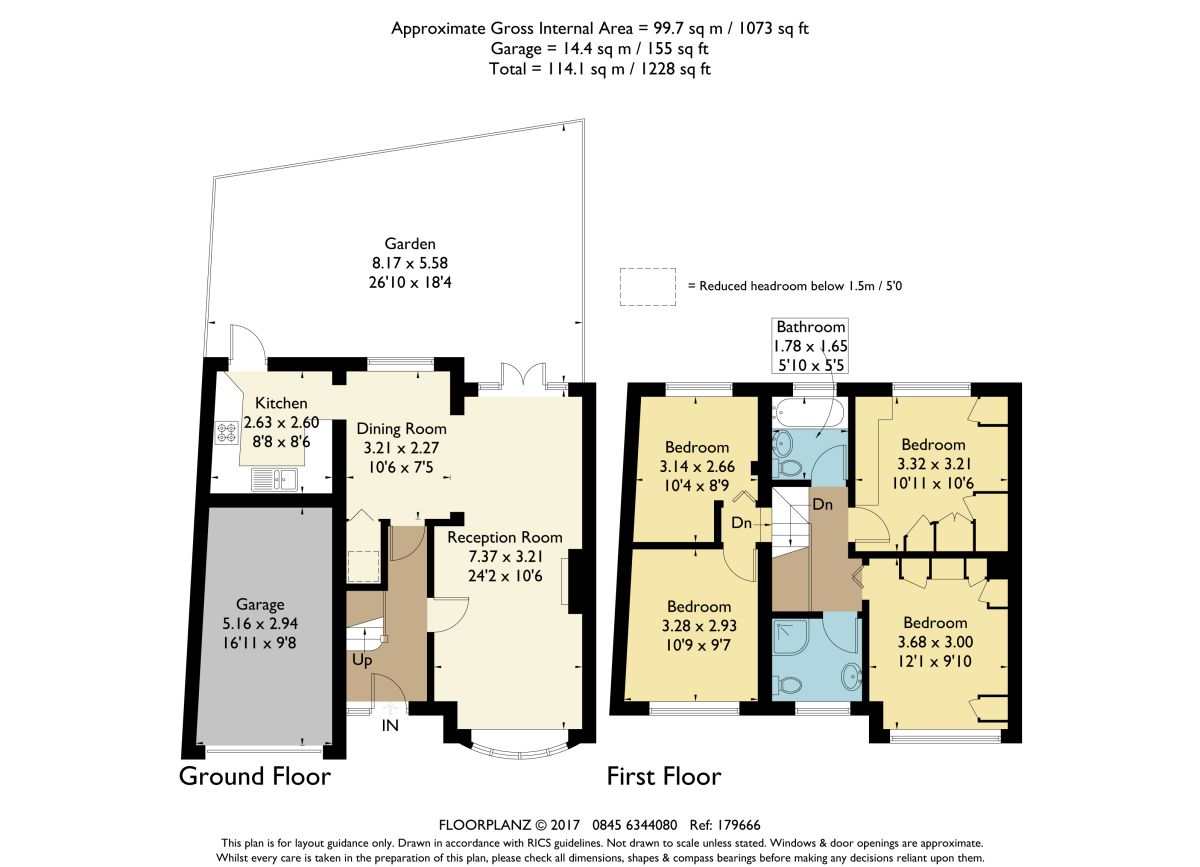 Approximate Gross Internal Area = 99.7 sq m / 1073 sq ft
Garage = 14.4 sq m / 155 sq ft
Total = 114.1 sq m / 1228 sq ft
Garden
8.17 x 5.58
26'10 x 18'4
= Reduced headroom below 1.5m / 5'0
Kitchen
2.63 x 2.60
8'8 x 8'6
Dining Room
3.21 x 2.27
10'6 x 7'5
Reception Room
7.37 x 3.21
24'2 x 10'6
Garage
5.16 x 2.94
16'11 x 9'8
Up
IN
Ground Floor
Bathroom
1.78 x 1.65
5'10 x 5'5
Bedroom
3.14 x 2.66
10'4 x 8'9
Bedroom
3.32 x 3.21
10'11 x 10'6
Dn
Dn
Bedroom
3.28 x 2.93
10'9 x 9'7
Bedroom
3.68 x 3.00
12'1 x 9'10
First Floor
FLOORPLANZ © 2017 0845 6344080 Ref: 179666
This plan is for layout guidance only. Drawn in accordance with RICS guidelines. Not drawn to scale unless stated. Windows & door openings are approximate.
Whilst every care is taken in the preparation of this plan, please check all dimensions, shapes & compass bearings before making any decisions reliant upon them.